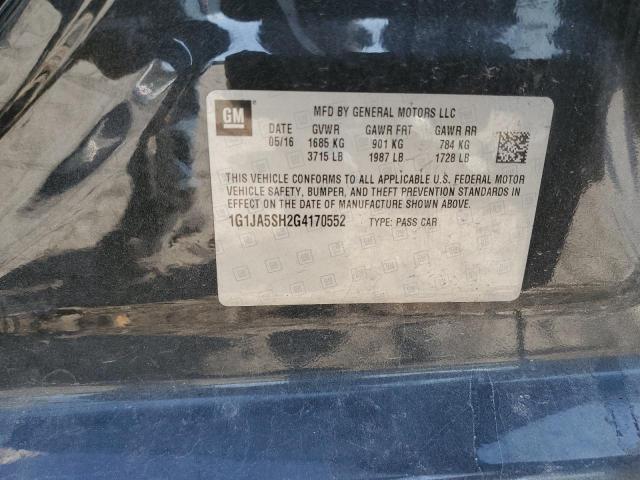 GM
MFD BY GENERAL MOTORS LLC
05/16 GVWR GAWR FRT GAWR RR
1685 KG 901 KG 784 KG
3715 LB 1987 LB 1728 LB
THIS VEHICLE CONFORMS TO ALL APPLICABLE U.S. FEDERAL MOTOR
VEHICLE SAFETY, BUMPER, AND THEFT PREVENTION STANDARDS IN
EFFECT ON THE DATE OF MANUFACTURE SHOWN ABOVE.
1G1JA5SH2G4170552 TYPE: PASS CAR